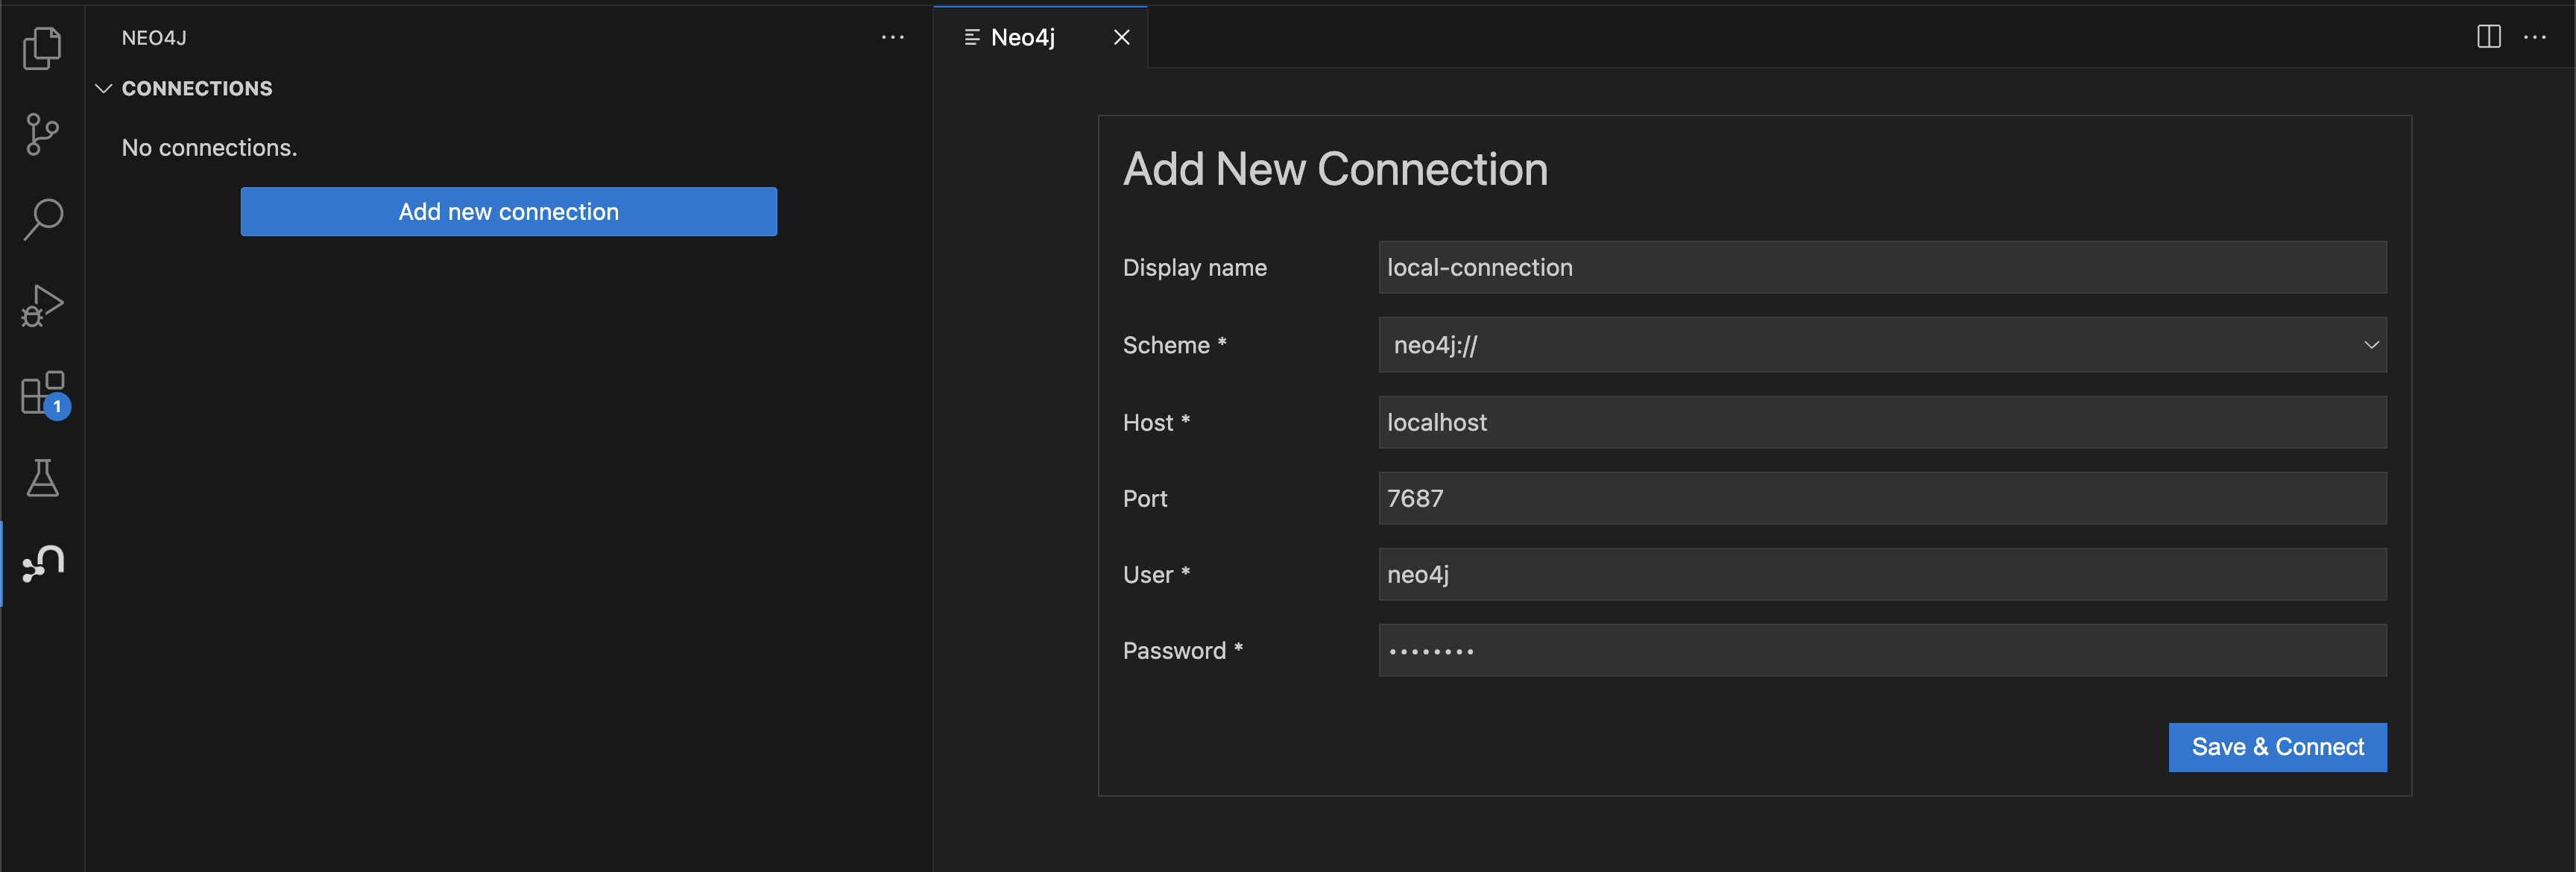 NEO4J
CONNECTIONS
No connections.
Add new connection
1
Neo4j
Add New Connection
Display name
local-connection
Scheme *
neo4j://
Host *
localhost
Port
7687
User *
neo4j
Password *
••••••••
Save & Connect